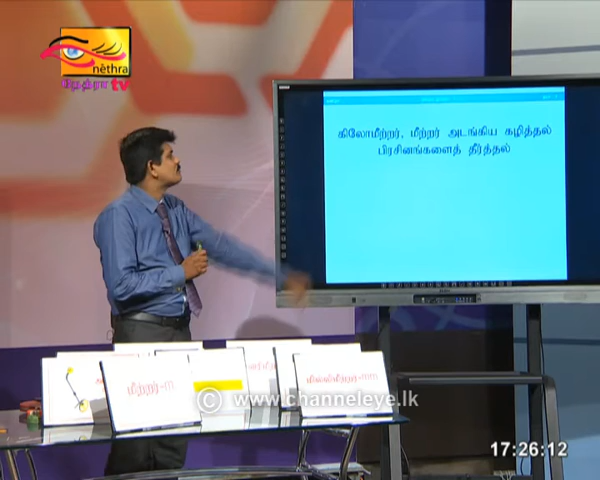 nēthra
நேத்ரா tv
கிலோமீற்றர், மீற்றர் அடங்கிய கழித்தல்
பிரசினங்களைத் தீர்த்தல்
மீற்றர்-m
மில்லிமீற்றர்-mm
© www.channeleye.lk
17:26:12